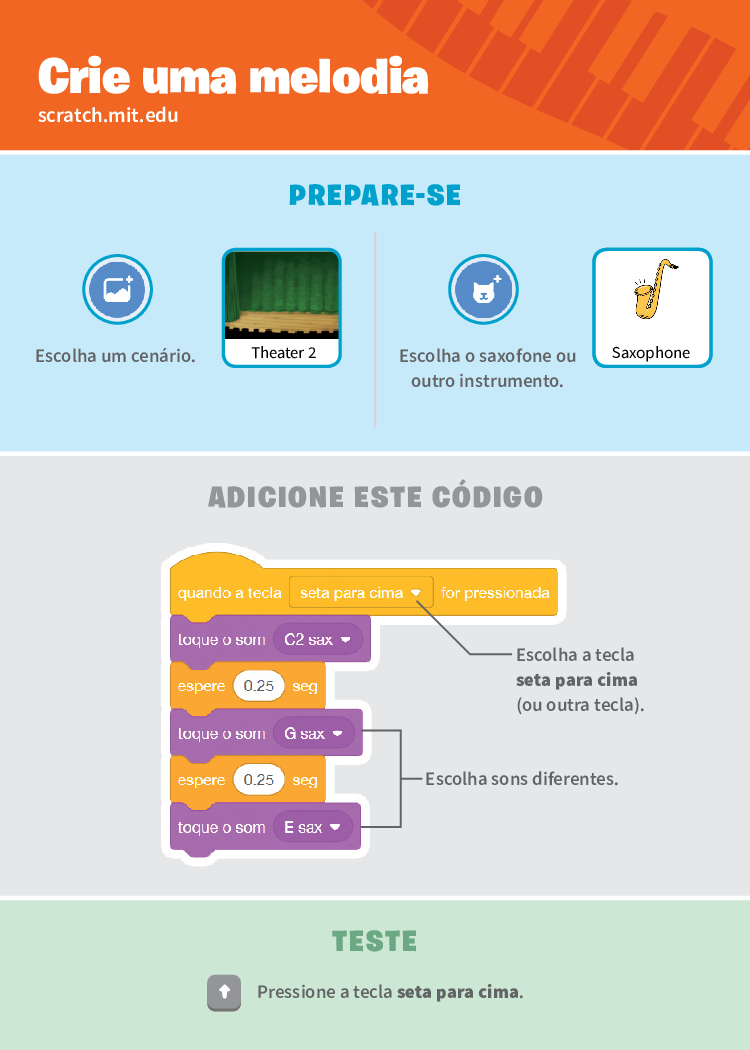 Crie uma melodia
scratch.mit.edu
PREPARE-SE
Escolha um cenário.
Theater 2
Escolha o saxofone ou
outro instrumento.
Saxophone
ADICIONE ESTE CÓDIGO
quando a tecla seta para cima for pressionada
toque o som C2 sax
espere 0.25 seg
toque o som G sax
espere 0.25 seg
toque o som E sax
Escolha a tecla
seta para cima
(ou outra tecla).
Escolha sons diferentes.
TESTE
Pressione a tecla seta para cima.